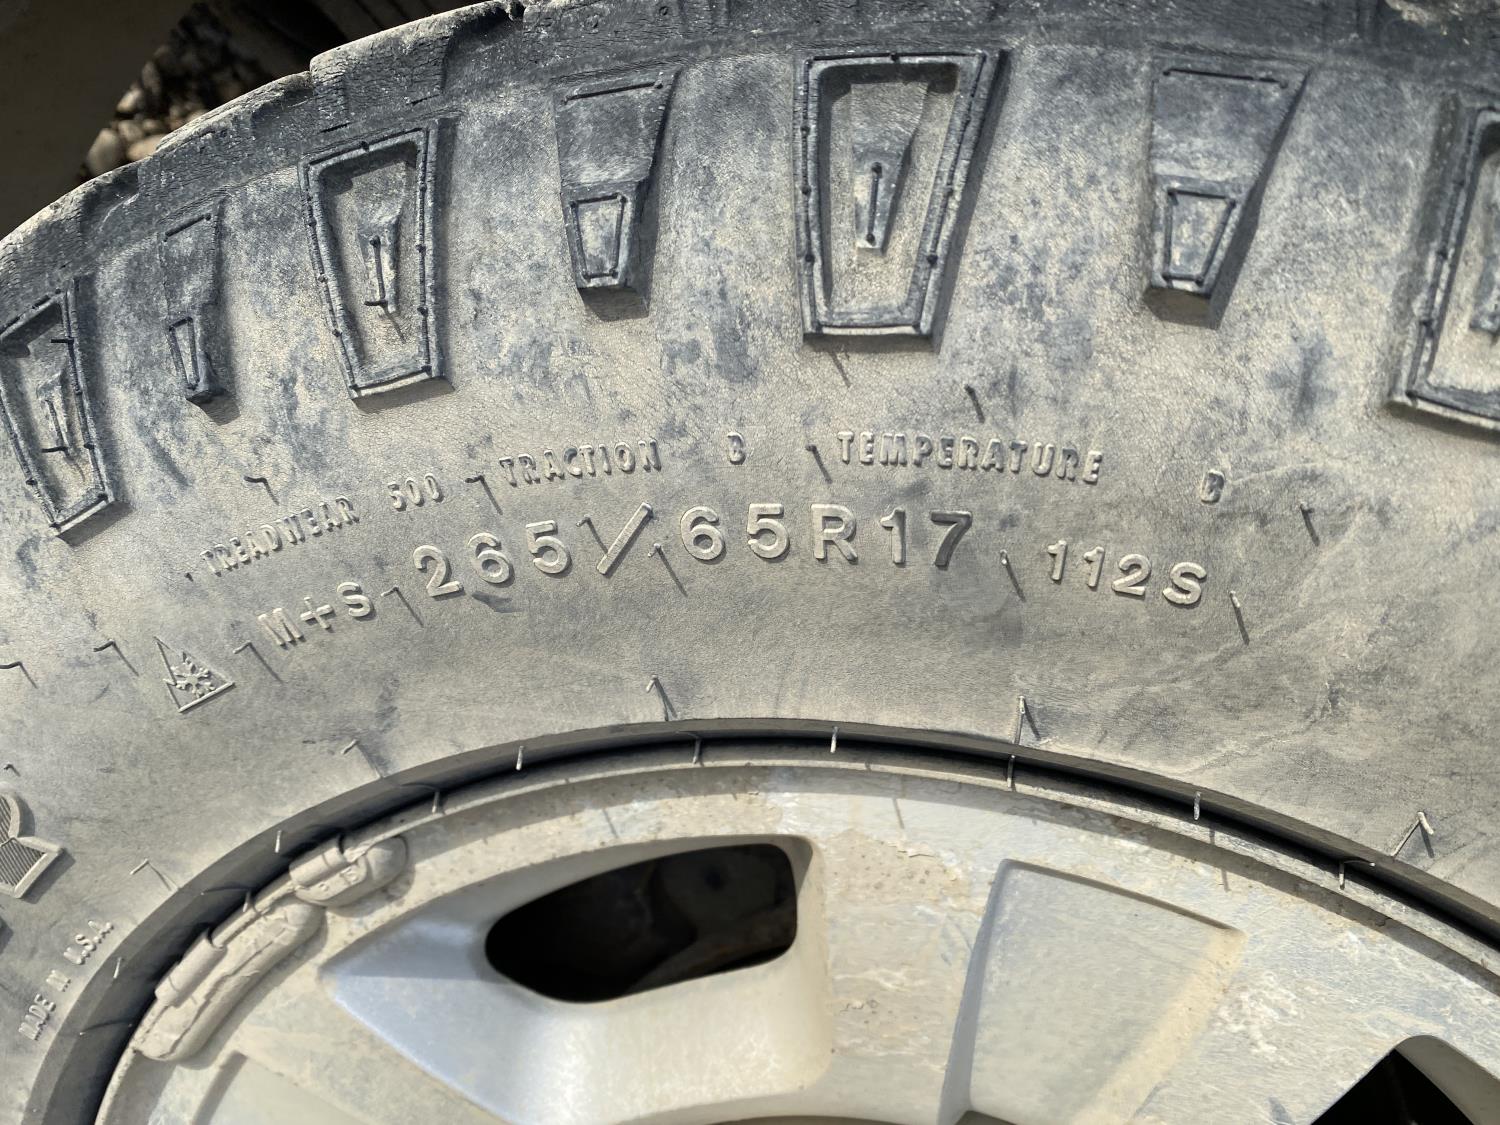 TREADWEAR 500 TRACTION B TEMPERATURE B
M+S 265/65R17 112S
MADE IN U.S.A.